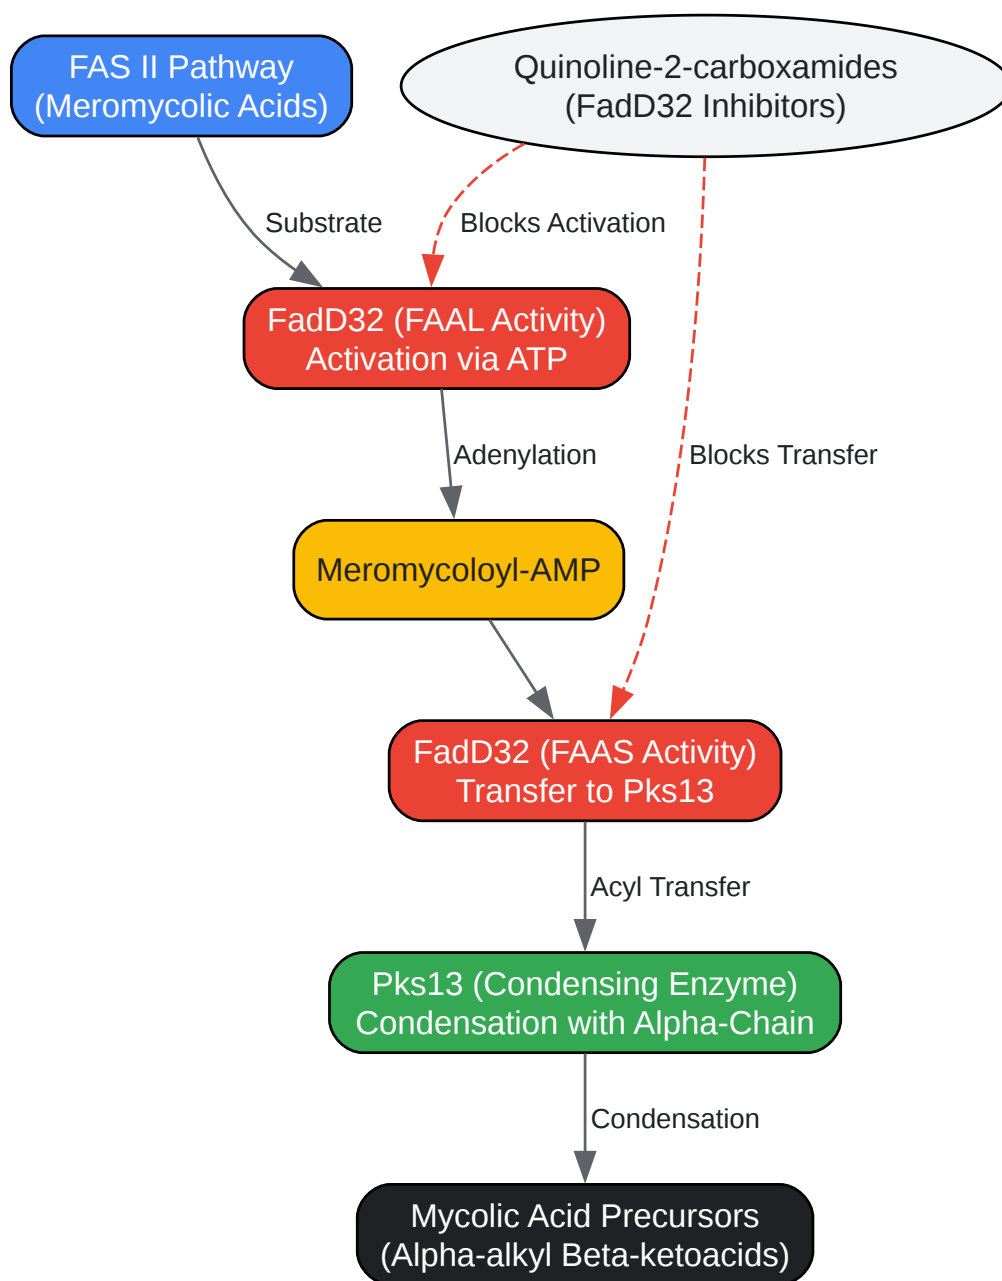 FAS II Pathway
(Meromycolic Acids)
Quinoline-2-carboxamides
(FadD32 Inhibitors)
Substrate
Blocks Activation
FadD32 (FAAL Activity)
Activation via ATP
Adenylation
Blocks Transfer
Meromycoloyl-AMP
FadD32 (FAAS Activity)
Transfer to Pks13
Acyl Transfer
Pks13 (Condensing Enzyme)
Condensation with Alpha-Chain
Condensation
Mycolic Acid Precursors
(Alpha-alkyl Beta-ketoacids)